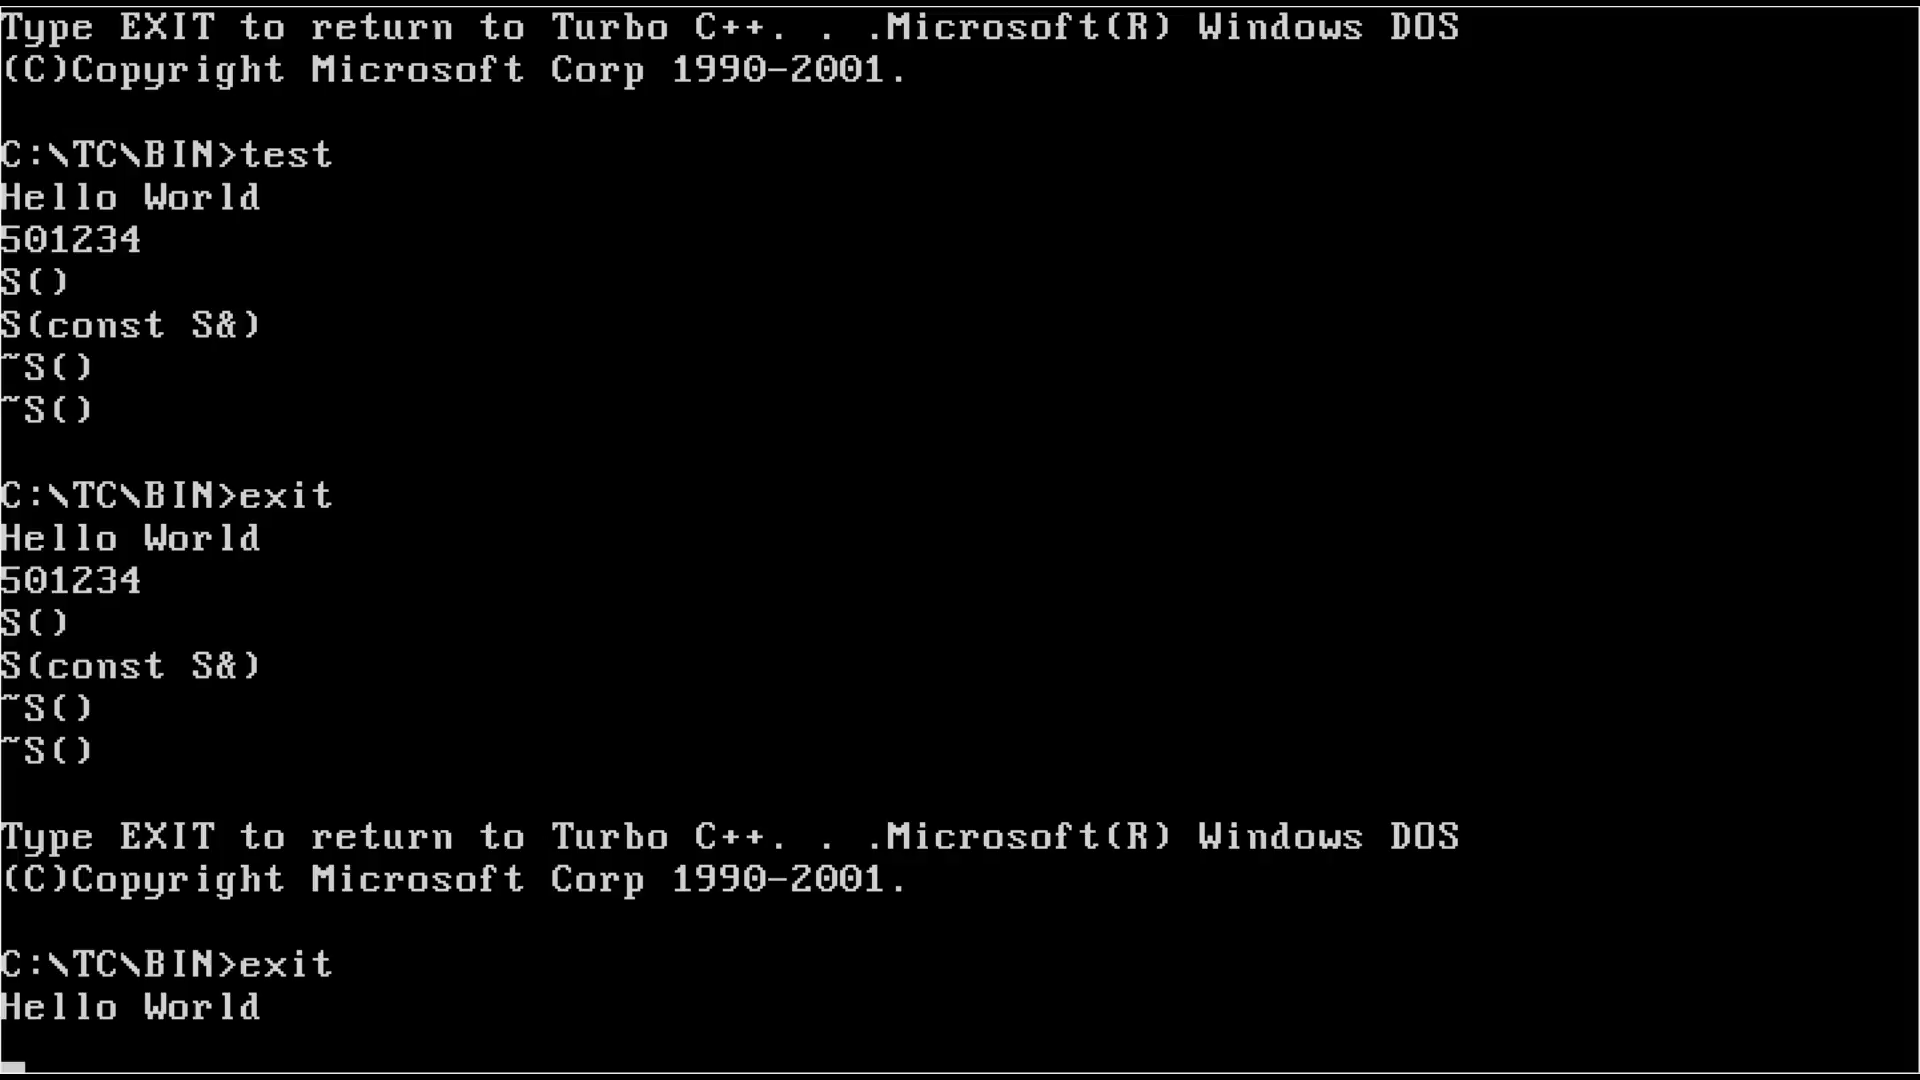 Type EXIT to return to Turbo C++. . .Microsoft(R) Windows DOS
(C)Copyright Microsoft Corp 1990-2001.
C:\TC\BIN>test
Hello World
501234
S()
S(const S&)
~S()
~S()
C:\TC\BIN>exit
Hello World
501234
S()
S(const S&)
~S()
~S()
Type EXIT to return to Turbo C++. . .Microsoft(R) Windows DOS
(C)Copyright Microsoft Corp 1990-2001.
C:\TC\BIN>exit
Hello World